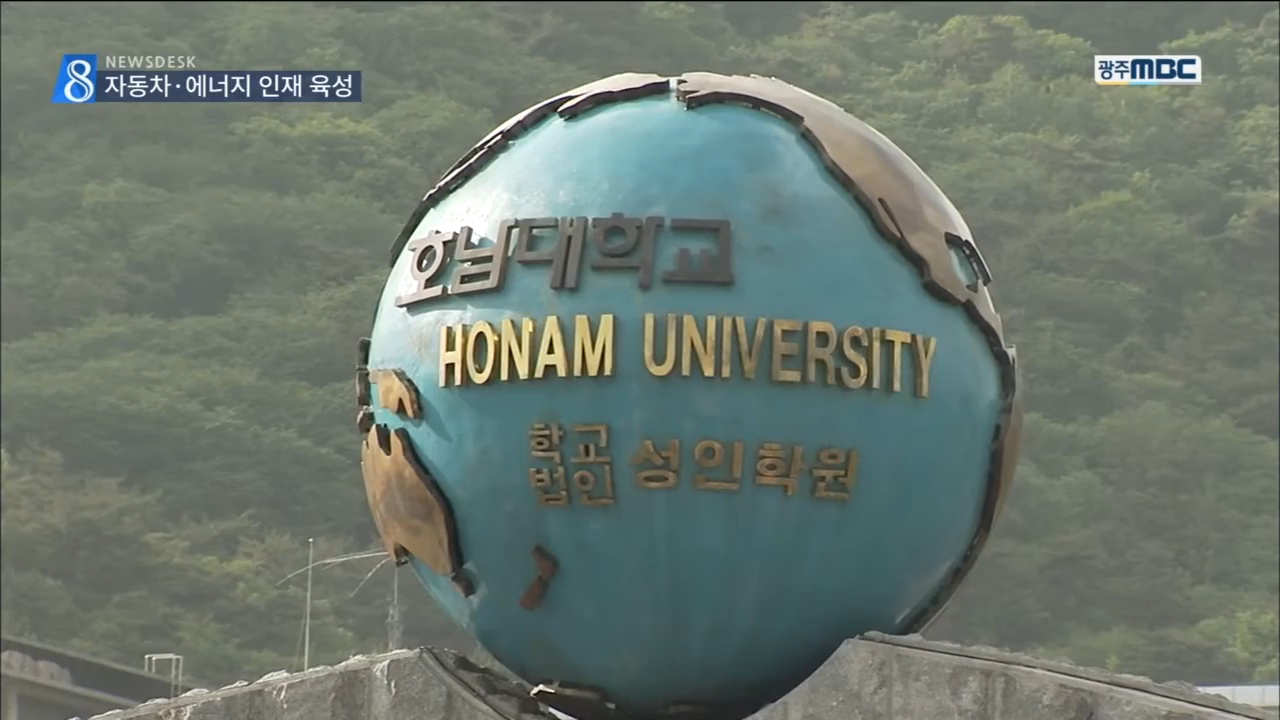 8 NEWSDESK
자동차·에너지 인재 육성
광주MBC
호남대학교
HONAM UNIVERSITY
학교
법인 성인학원